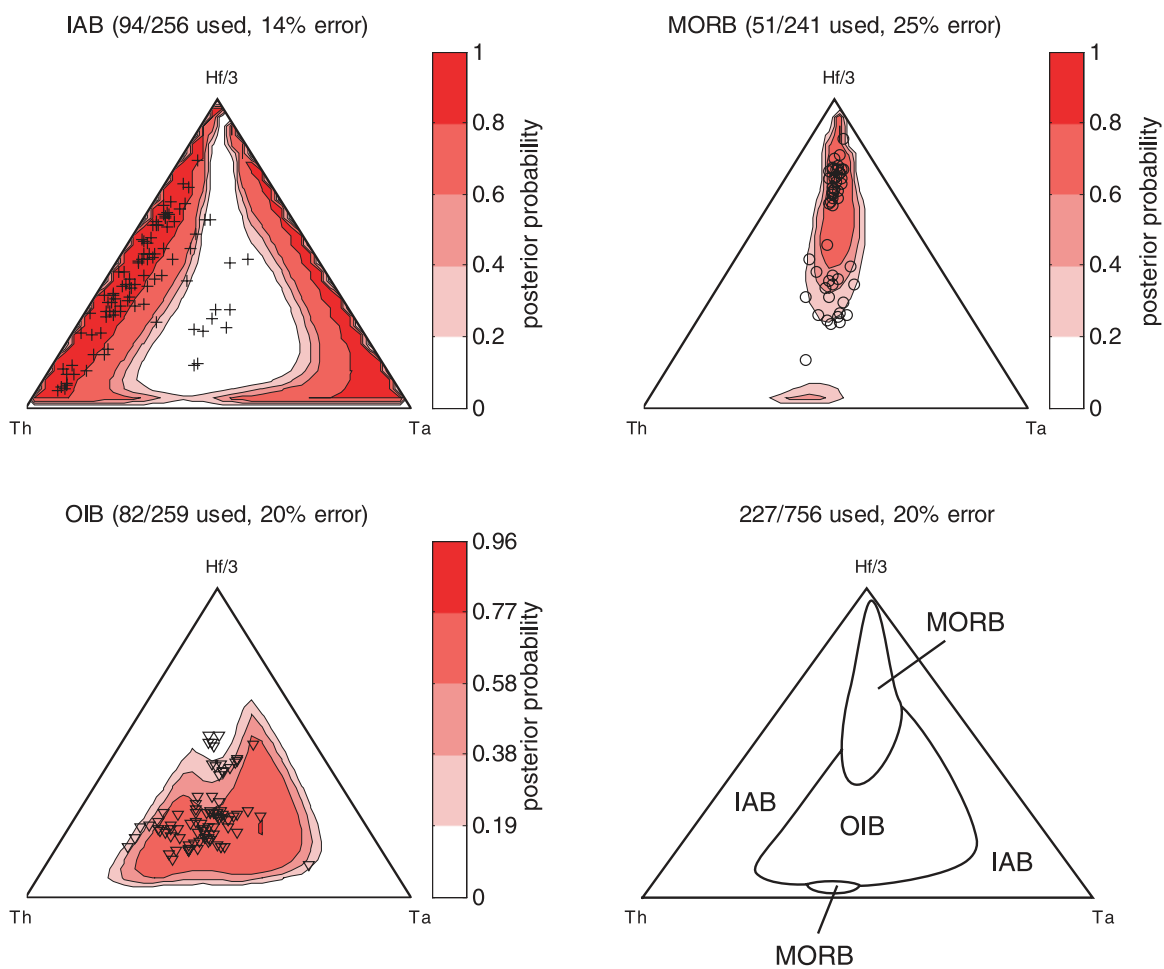 IAB (94/256 used, 14% error)
Hf/3
Th
Ta
1
0.8
0.6
0.4
0.2
0
posterior probability
MORB (51/241 used, 25% error)
Hf/3
Th
Ta
1
0.8
0.6
0.4
0.2
0
posterior probability
OIB (82/259 used, 20% error)
Hf/3
Th
Ta
0.96
0.77
0.58
0.38
0.19
0
posterior probability
227/756 used, 20% error
Hf/3
MORB
IAB
OIB
IAB
Th
Ta
MORB